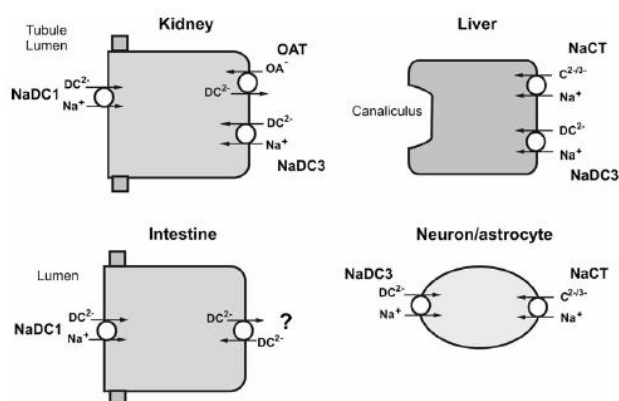 Kidney
Tubule
Lumen
NaDC1
DC2-
Na+
OAT
OA-
DC2-
DC2-
Na+
NaDC3
Liver
Canaliculus
NaCT
C2-/3-
Na+
DC2-
Na+
NaDC3
Intestine
Lumen
NaDC1
DC2-
Na+
DC2-
?
DC2-
Neuron/astrocyte
NaDC3
DC2-
Na+
NaCT
C2-/3-
Na+